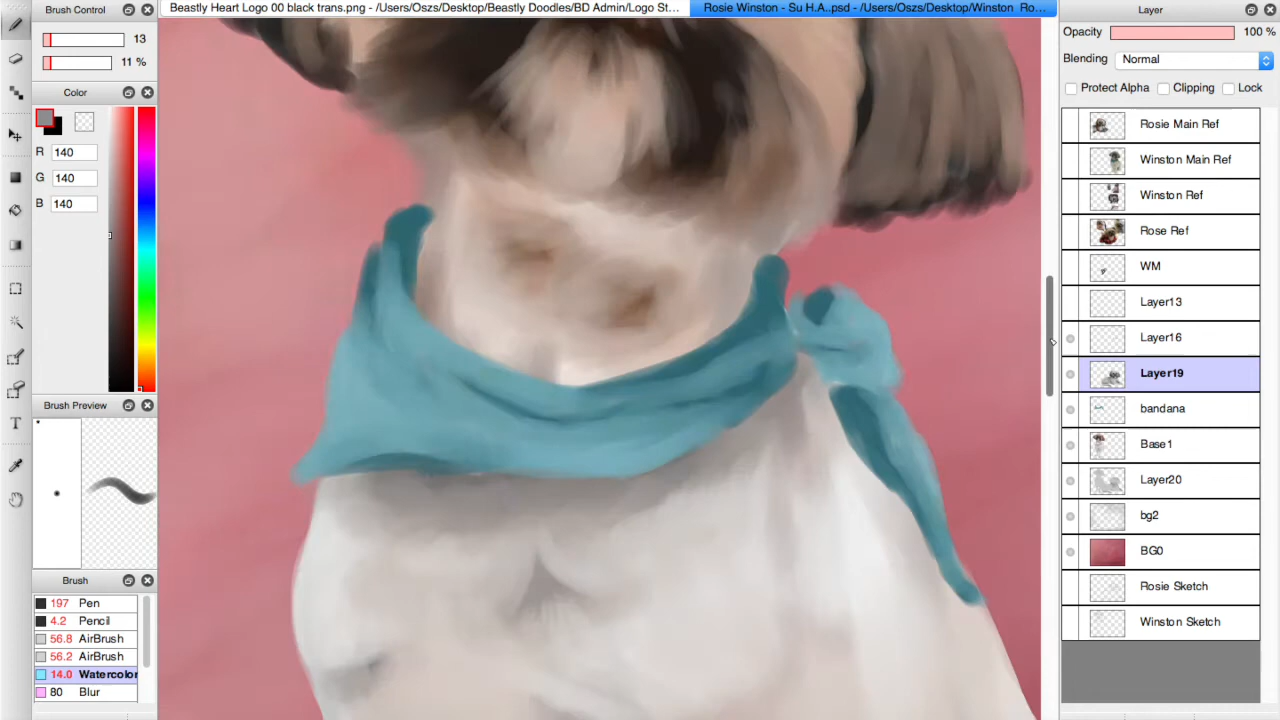 Beastly Heart Logo 00 black trans.png - /Users/Oszs/Desktop/Beastly Doodles/BD Admin/Logo St...
Rosie Winston - Su H.A..psd - /Users/Oszs/Desktop/Winston Ro...
Brush Control
13
11 %
Color
R 140
G 140
B 140
Brush Preview
Brush
197 Pen
4.2 Pencil
56.8 AirBrush
56.2 AirBrush
14.0 Watercolor
80 Blur
T
Layer
Opacity 100 %
Blending Normal
Protect Alpha Clipping Lock
Rosie Main Ref
Winston Main Ref
Winston Ref
Rose Ref
WM
Layer13
Layer16
Layer19
bandana
Base1
Layer20
bg2
BG0
Rosie Sketch
Winston Sketch